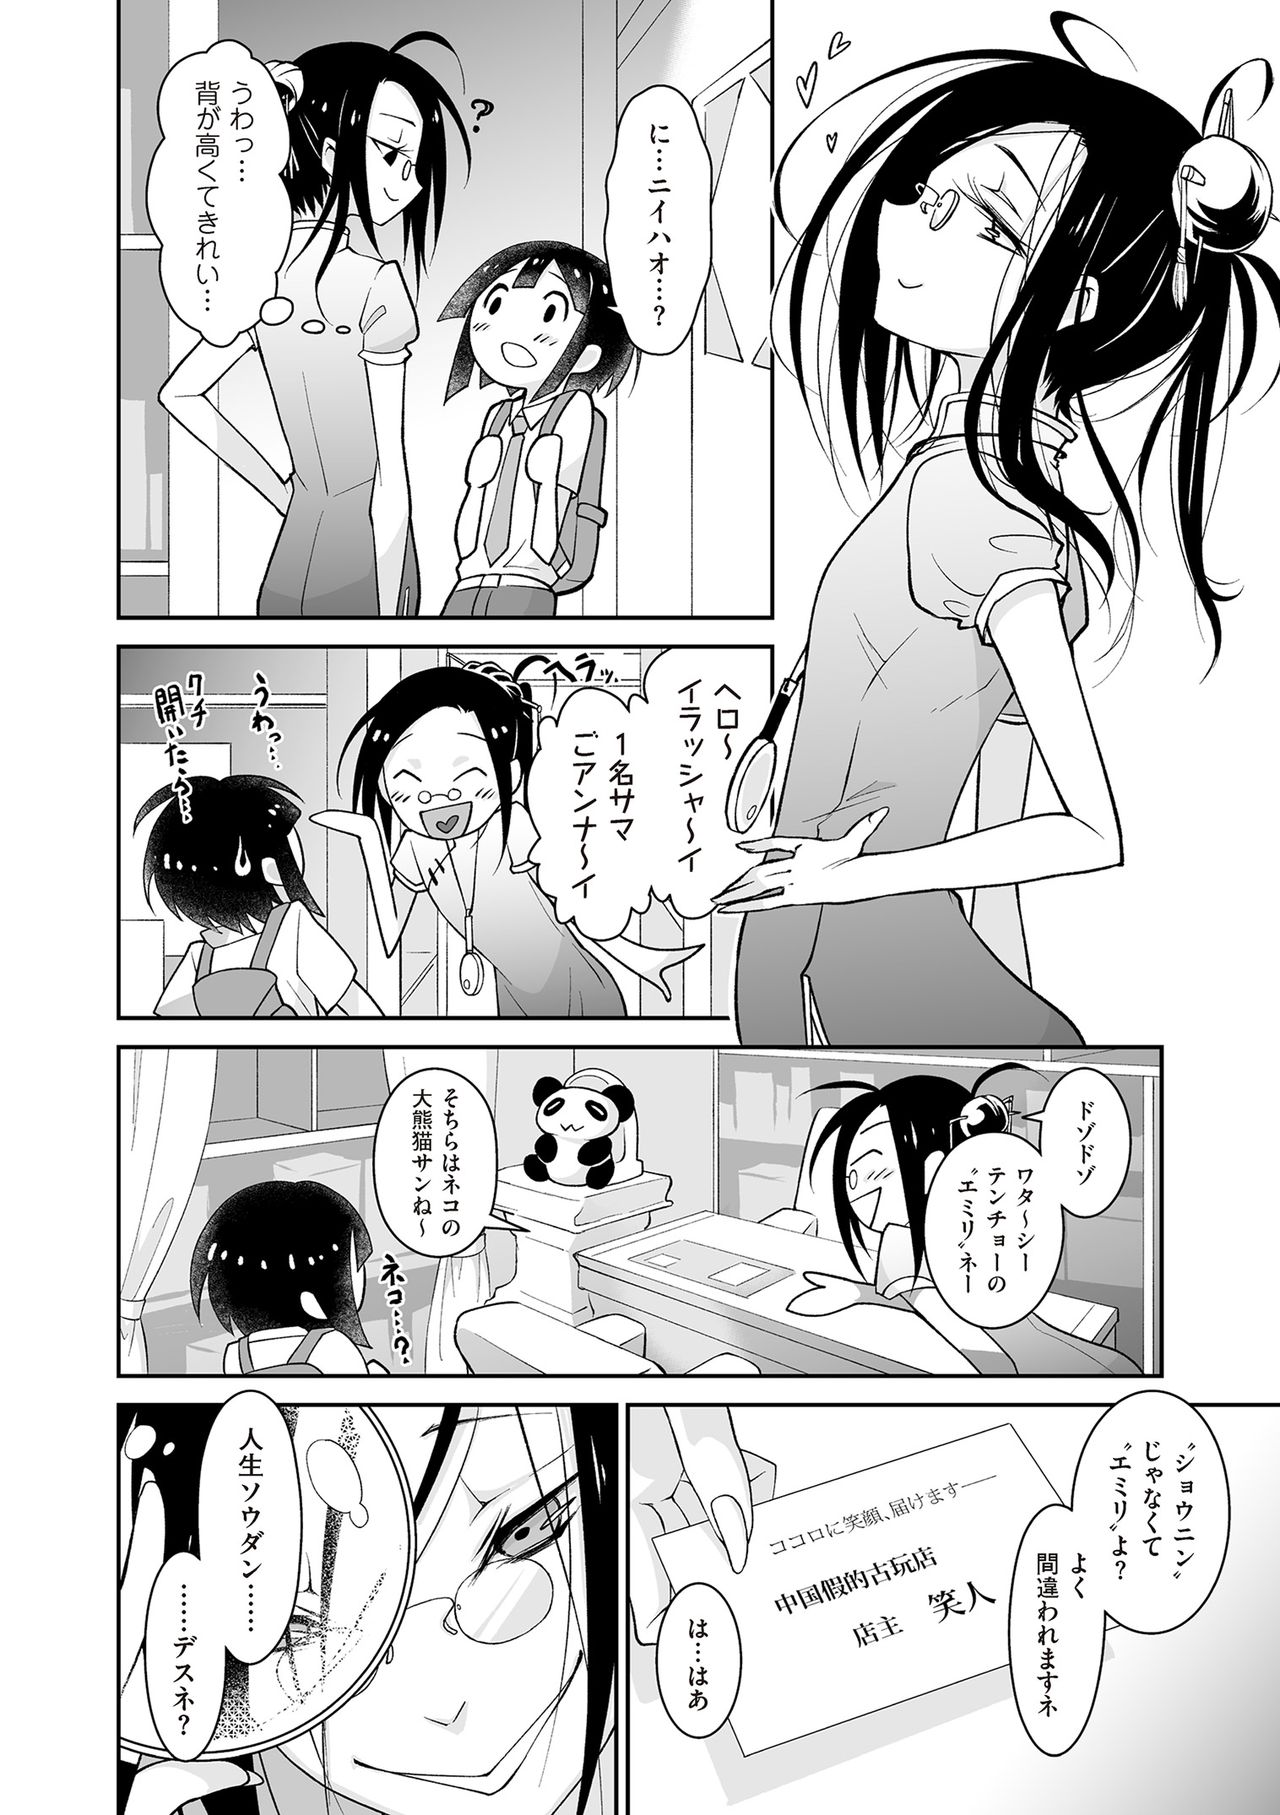 に…ニイハオ…？
うわっ…
背が高くてきれい…
？
ヘロ～
イラッシャ～イ
１名サマ
ごアンナ～イ
ヘラッ
うわっ…
クチ
開いたら…
ドゾドゾ
ワタ～シー
テンチョーの
〝エミリ〟ネー
そちらはネコの
大熊猫サンね～
ネコ…？
〝ショウニン〟
じゃなくて
〝エミリ〟よ？
よく
間違われますネ
ココロに笑顔、届けます――
中国假的古玩店
店主　笑人
は…はあ
人生ソウダン……
……デスネ？